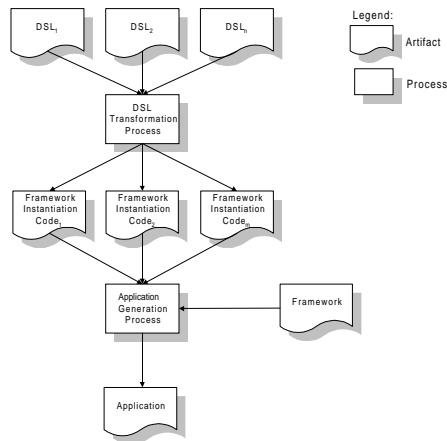 DSL₁
DSL₂
DSLₙ
Legend:
Artifact
Process
DSL
Transformation
Process
Framework
Instantiation
Code₁
Framework
Instantiation
Code₂
Framework
Instantiation
Codeₘ
Application
Generation
Process
Framework
Application